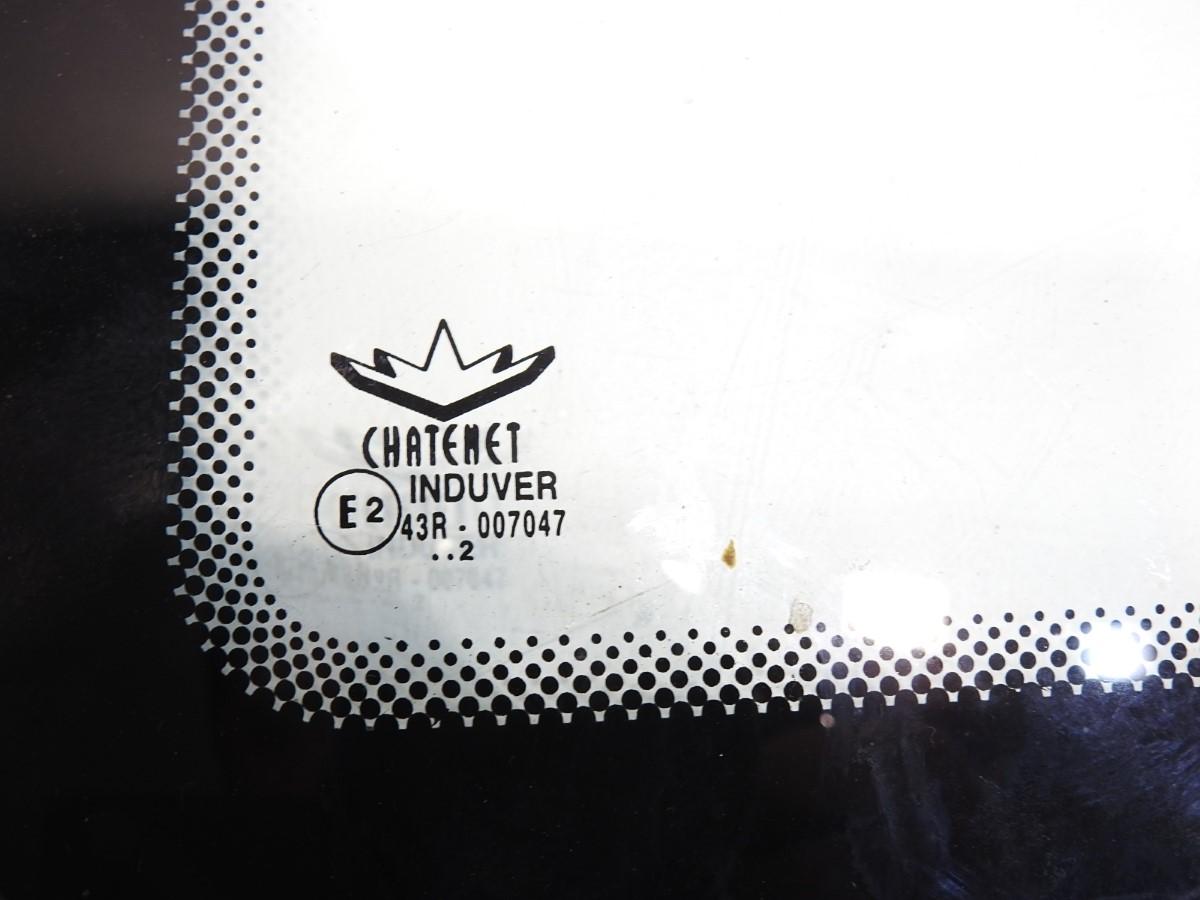 CHATENET
INDUVER
E2
43R - 007047
..2